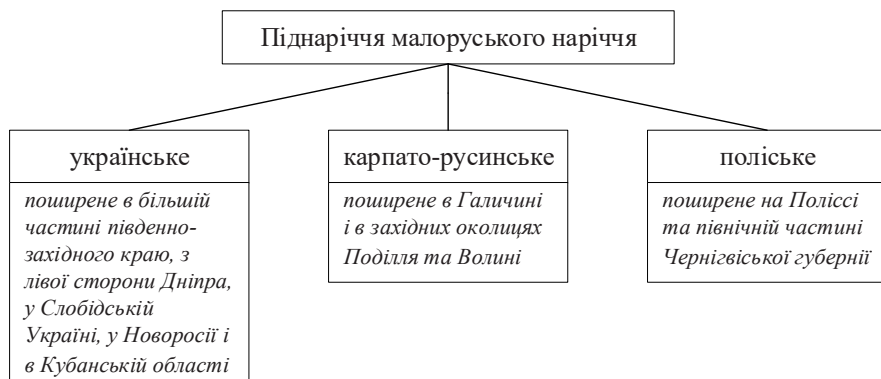 Піднаріччя малоруського наріччя
українське
поширене в більшій
частині південно-
західного краю, з
лівої сторони Дніпра,
у Слобідській
Україні, у Новоросії і
в Кубанській області
карпато-русинське
поширене в Галичині
і в західних околицях
Поділля та Волині
поліське
поширене на Поліссі
та північній частині
Чернігвіської губернії